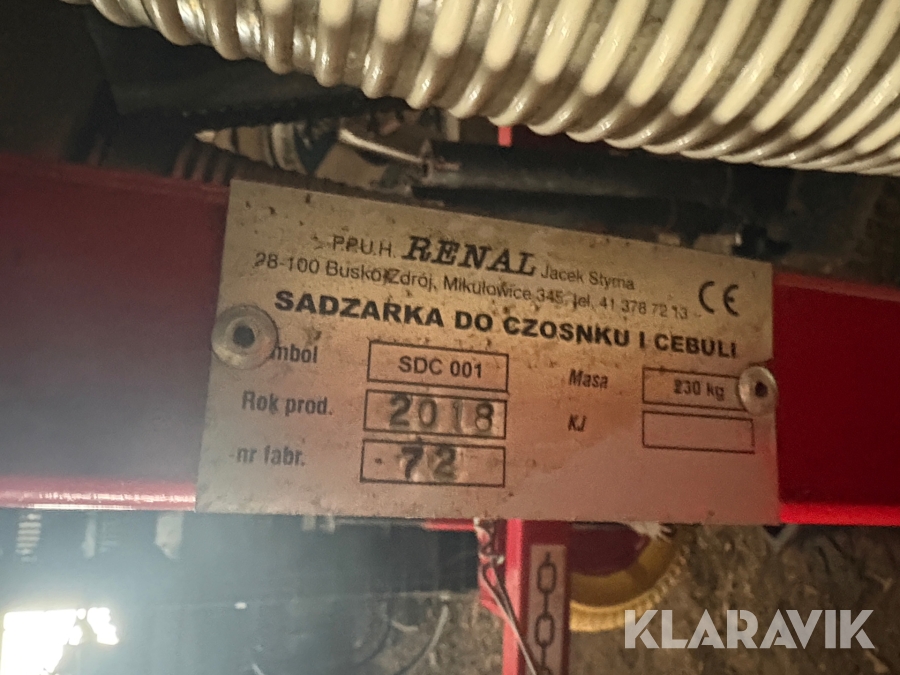 P.P.U.H. RENAL Jacek Styrna
28-100 Busko Zdrój, Mikułowice 345, tel. 41 378 72 13
CE
SADZARKA DO CZOSNKU I CEBULI
mbol SDC 001 Masa 230 kg
Rok prod. 2018 KJ
nr fabr. 72
KLARAVIK